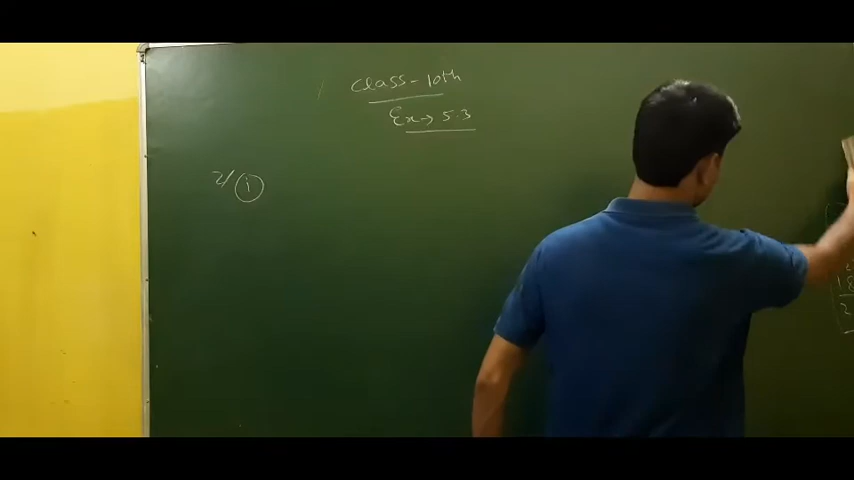 Class-10th
Ex→5.3
2/ i